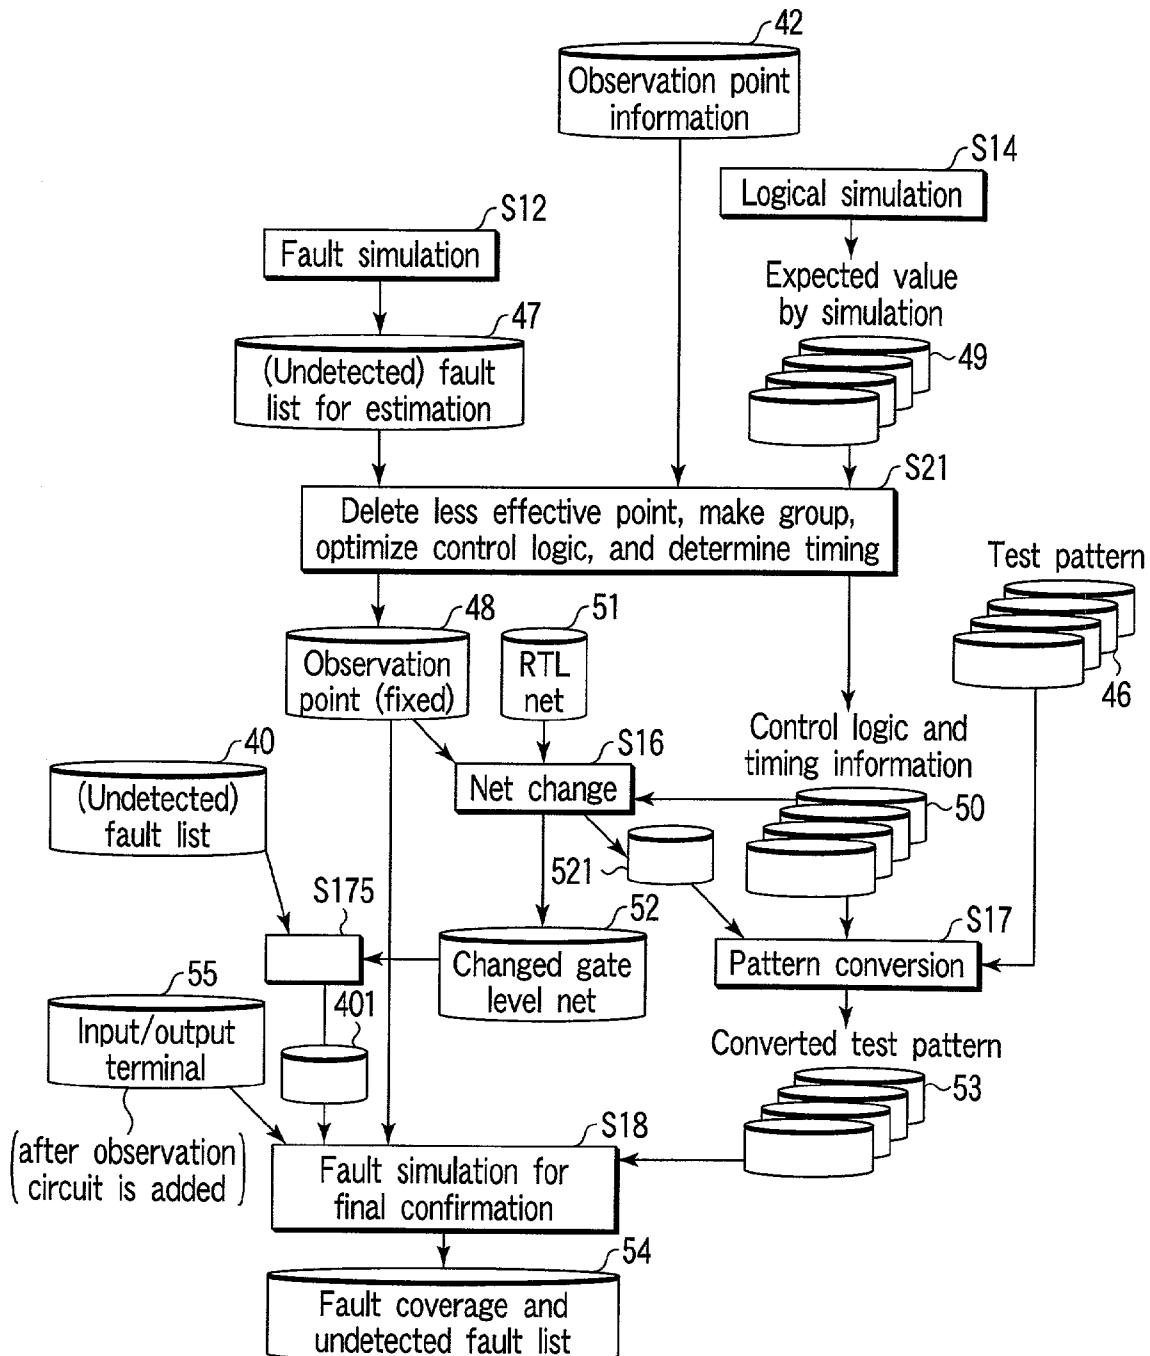 42
Observation point
information
S14
Logical simulation
S12
Fault simulation
Expected value
by simulation
47
(Undetected) fault
list for estimation
49
S21
Delete less effective point, make group,
optimize control logic, and determine timing
Test pattern
46
48
Observation
point (fixed)
51
RTL
net
Control logic and
timing information
50
40
(Undetected)
fault list
S16
Net change
521
S175
52
Changed gate
level net
S17
Pattern conversion
55
Input/output
terminal
401
Converted test pattern
53
(after observation
circuit is added)
S18
Fault simulation for
final confirmation
54
Fault coverage and
undetected fault list